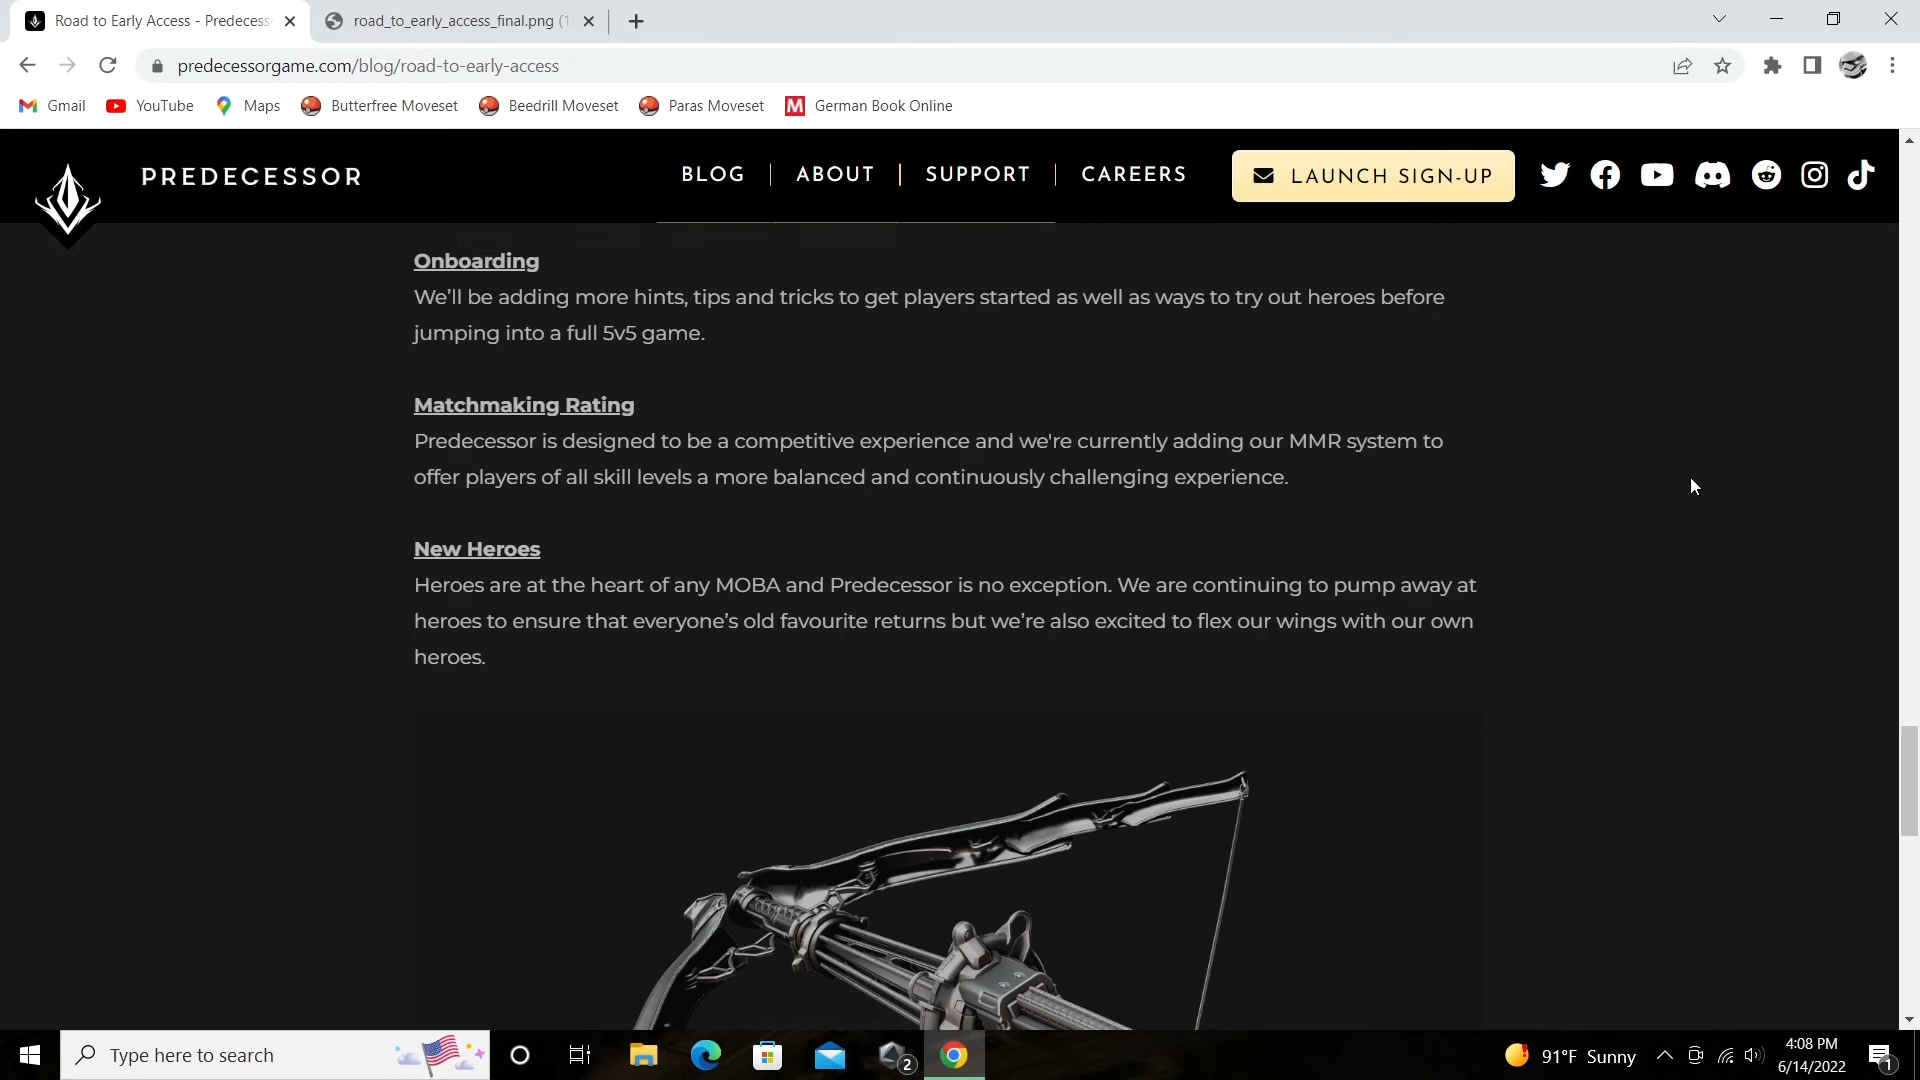 Road to Early Access - Predecess
road_to_early_access_final.png (1
predecessorgame.com/blog/road-to-early-access
Gmail
YouTube
Maps
Butterfree Moveset
Beedrill Moveset
Paras Moveset
M
German Book Online
PREDECESSOR
BLOG
ABOUT
SUPPORT
CAREERS
LAUNCH SIGN-UP
Onboarding
We'll be adding more hints, tips and tricks to get players started as well as ways to try out heroes before
jumping into a full 5v5 game.
Matchmaking Rating
Predecessor is designed to be a competitive experience and we're currently adding our MMR system to
offer players of all skill levels a more balanced and continuously challenging experience.
New Heroes
Heroes are at the heart of any MOBA and Predecessor is no exception. We are continuing to pump away at
heroes to ensure that everyone's old favourite returns but we're also excited to flex our wings with our own
heroes.
Type here to search
2
91°F Sunny
4:08 PM
6/14/2022
1